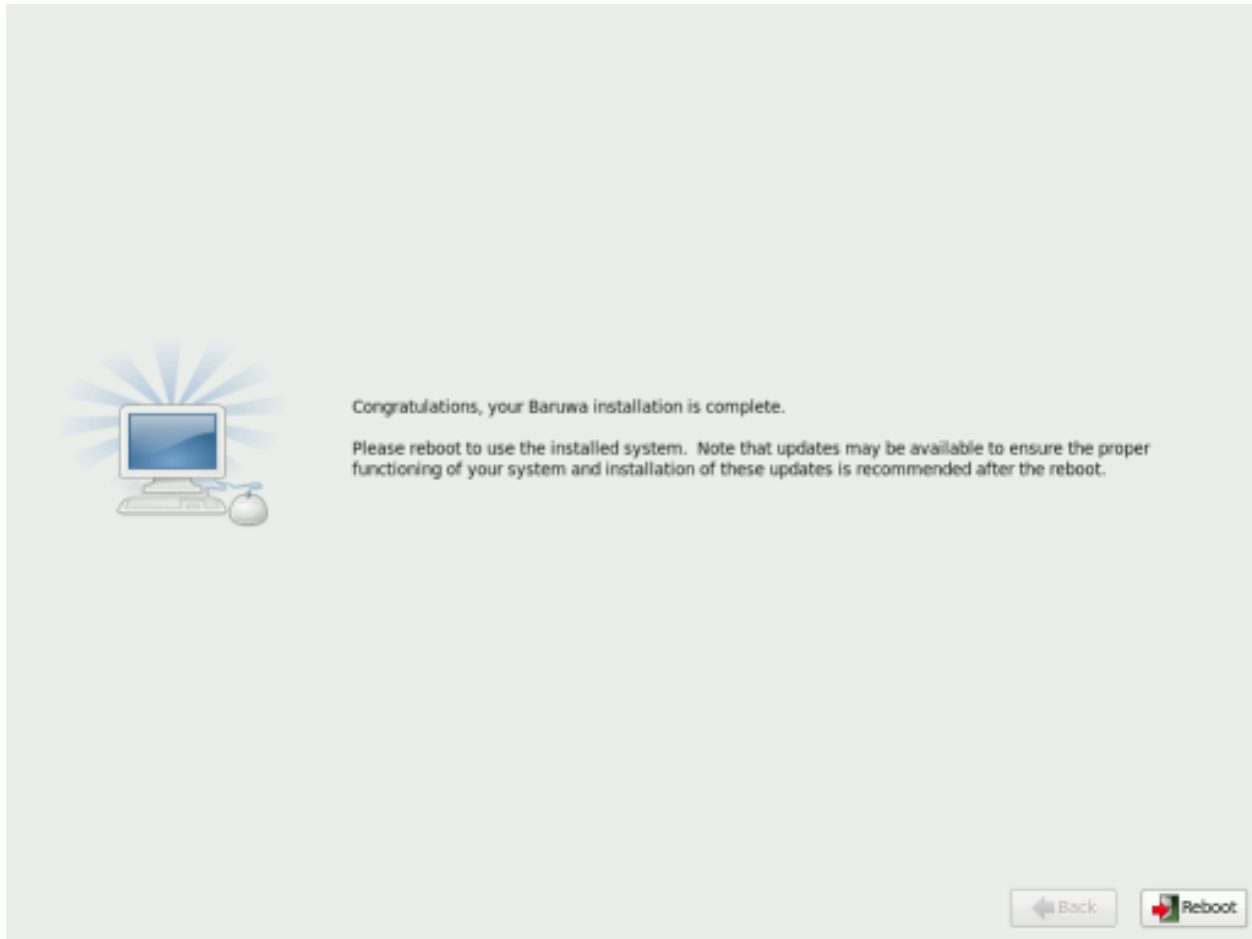 Congratulations, your Baruwa installation is complete.
Please reboot to use the installed system.  Note that updates may be available to ensure the proper
functioning of your system and installation of these updates is recommended after the reboot.
Back
Reboot